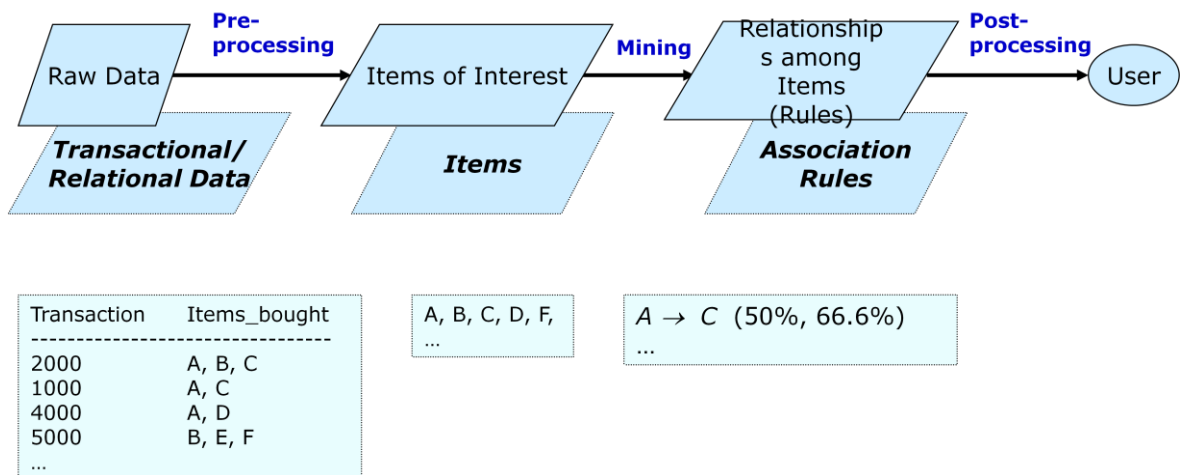 Pre-
processing
Raw Data
Items of Interest
Mining
Relationship
s among
Items
(Rules)
Post-
processing
User
Transactional/
Relational Data
Items
Association
Rules
Transaction Items_bought
--------------------------------
2000 A, B, C
1000 A, C
4000 A, D
5000 B, E, F
...
A, B, C, D, F,
...
A → C (50%, 66.6%)
...